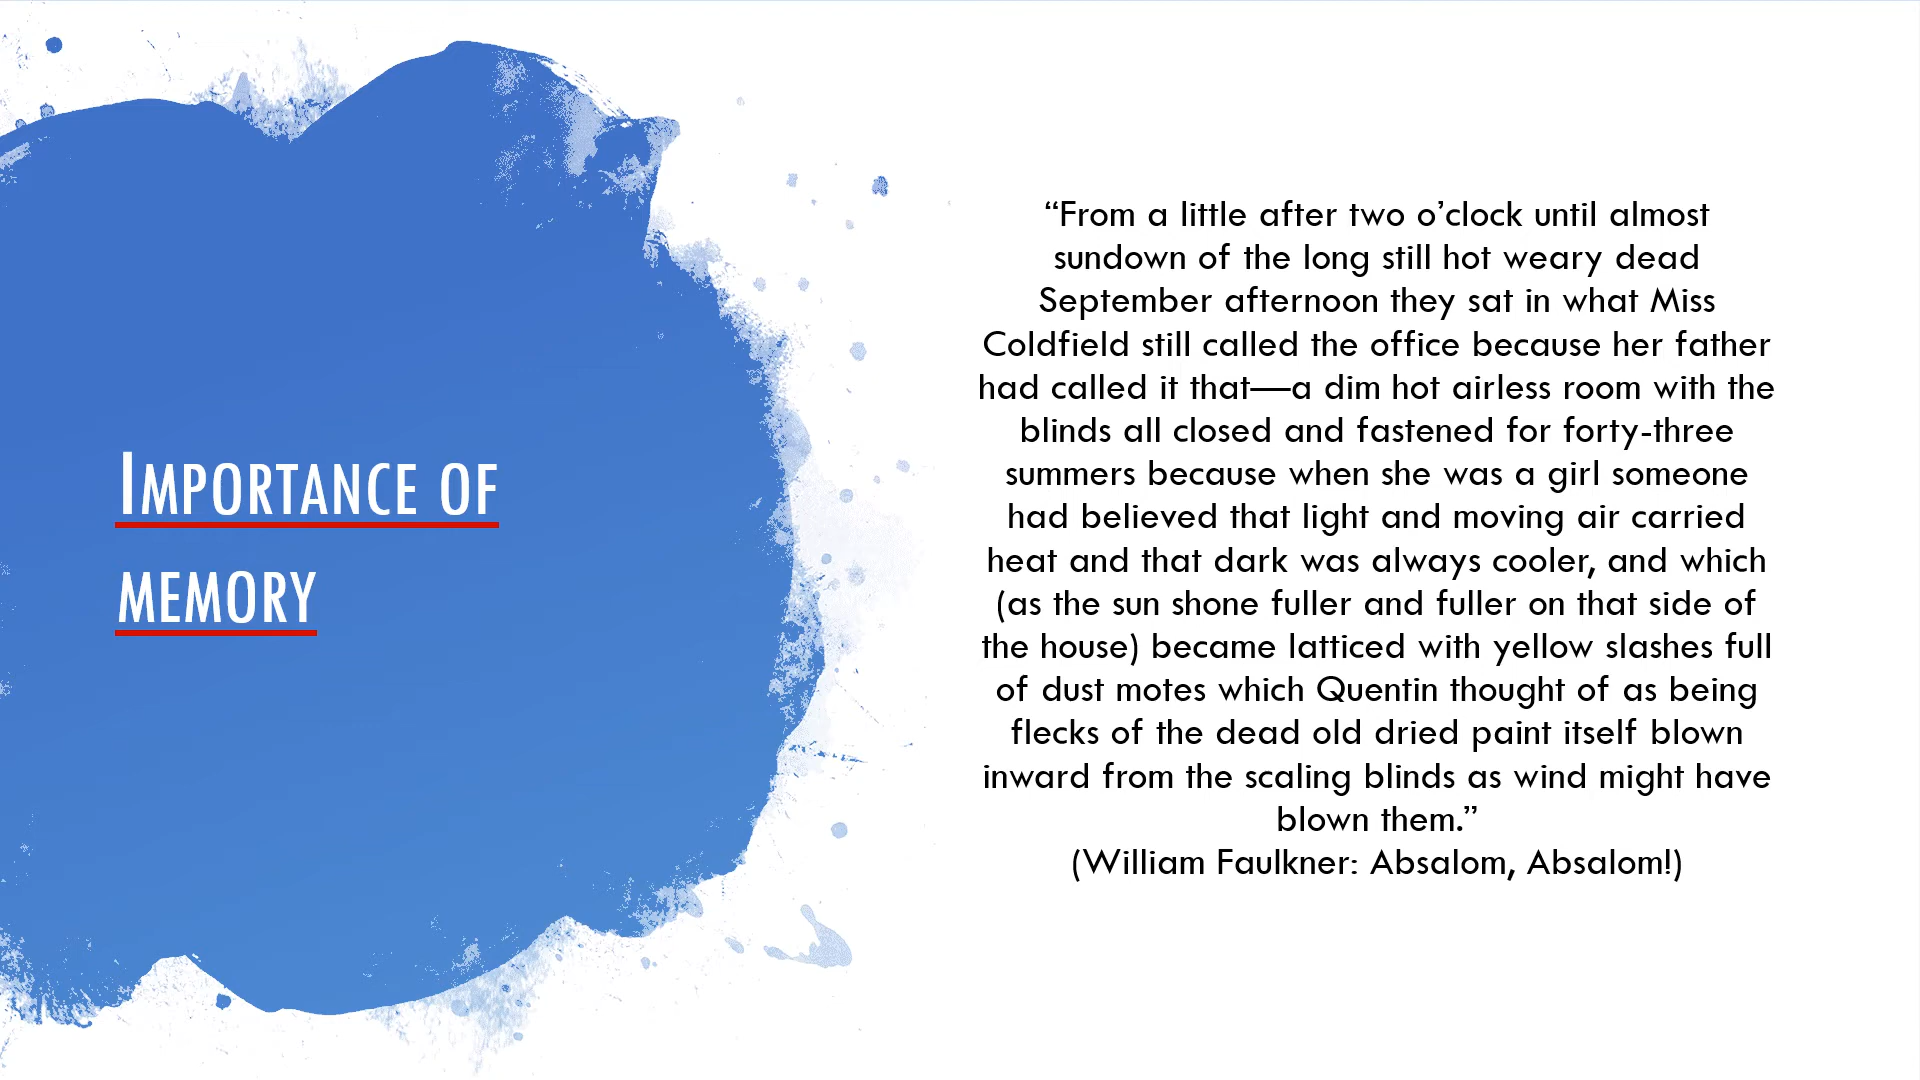 IMPORTANCE OF
MEMORY
“From a little after two o’clock until almost
sundown of the long still hot weary dead
September afternoon they sat in what Miss
Coldfield still called the office because her father
had called it that—a dim hot airless room with the
blinds all closed and fastened for forty-three
summers because when she was a girl someone
had believed that light and moving air carried
heat and that dark was always cooler, and which
(as the sun shone fuller and fuller on that side of
the house) became latticed with yellow slashes full
of dust motes which Quentin thought of as being
flecks of the dead old dried paint itself blown
inward from the scaling blinds as wind might have
blown them.”
(William Faulkner: Absalom, Absalom!)